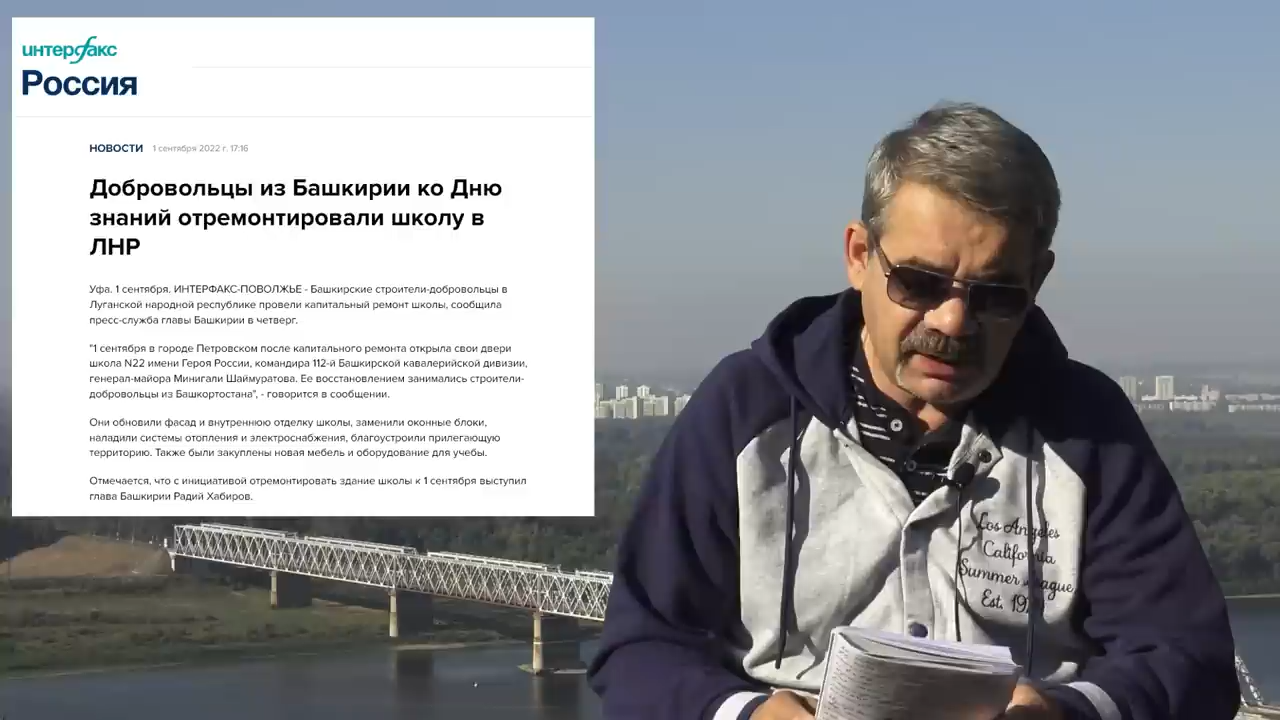 интерфакс
Россия
НОВОСТИ 1 сентября 2022 г. 17:16
Добровольцы из Башкирии ко Дню
знаний отремонтировали школу в
ЛНР
Уфа. 1 сентября. ИНТЕРФАКС-ПОВОЛЖЬЕ - Башкирские строители-добровольцы в
Луганской народной республике провели капитальный ремонт школы, сообщила
пресс-служба главы Башкирии в четверг.
"1 сентября в городе Петровском после капитального ремонта открыла свои двери
школа N22 имени Героя России, командира 112-й Башкирской кавалерийской дивизии,
генерал-майора Минигали Шаймуратова. Ее восстановлением занимались строители-
добровольцы из Башкортостана", - говорится в сообщении.
Они обновили фасад и внутреннюю отделку школы, заменили оконные блоки,
наладили системы отопления и электроснабжения, благоустроили прилегающую
территорию. Также были закуплены новая мебель и оборудование для учебы.
Отмечается, что с инициативой отремонтировать здание школы к 1 сентября выступил
глава Башкирии Радий Хабиров.
Los Angeles
California
Summer
Est.